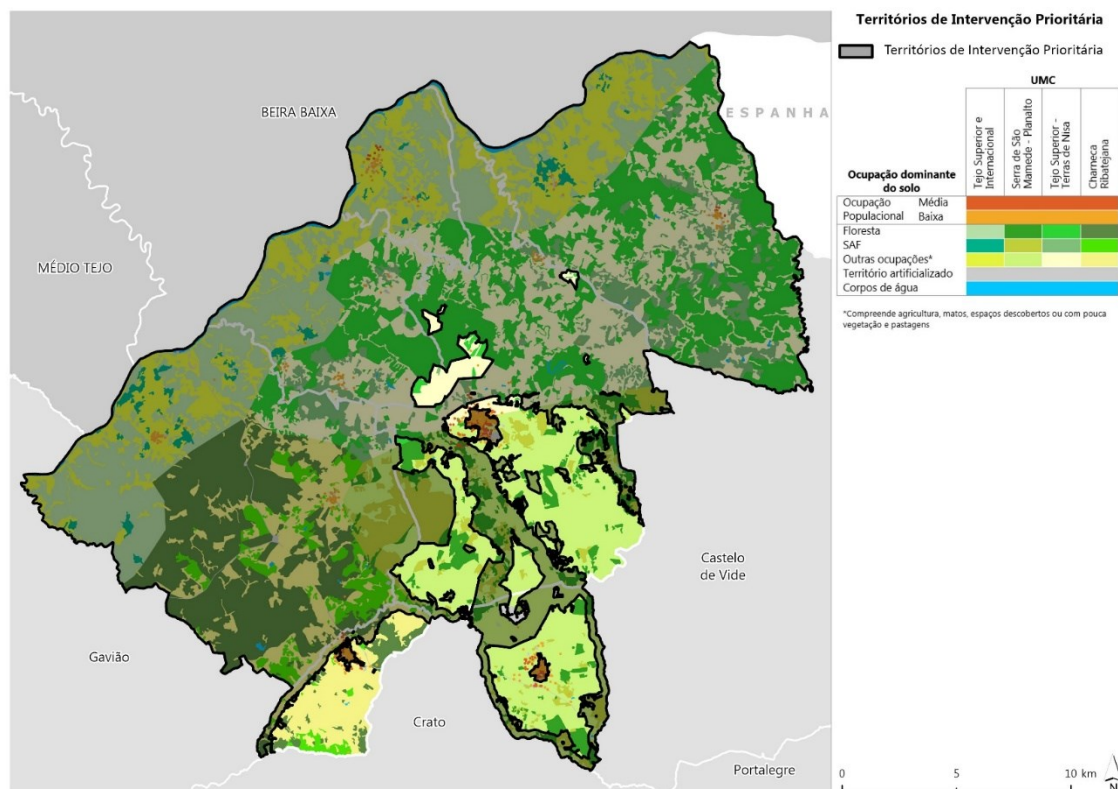 Territórios de Intervenção Prioritária
Territórios de Intervenção Prioritária
UMC
Ocupação dominante
do solo
Tejo Superior e
Internacional
Serra de São
Mamede - Planalto
Tejo Superior -
Terras de Nisa
Charneca
Ribatejana
Ocupação Média
Populacional Baixa
Floresta
SAF
Outras ocupações*
Território artificializado
Corpos de água
*Compreende agricultura, matos, espaços descobertos ou com pouca
vegetação e pastagens
BEIRA BAIXA
ESPANHA
MÉDIO TEJO
Castelo
de Vide
Gavião
Crato
Portalegre
0 5 10 km
N